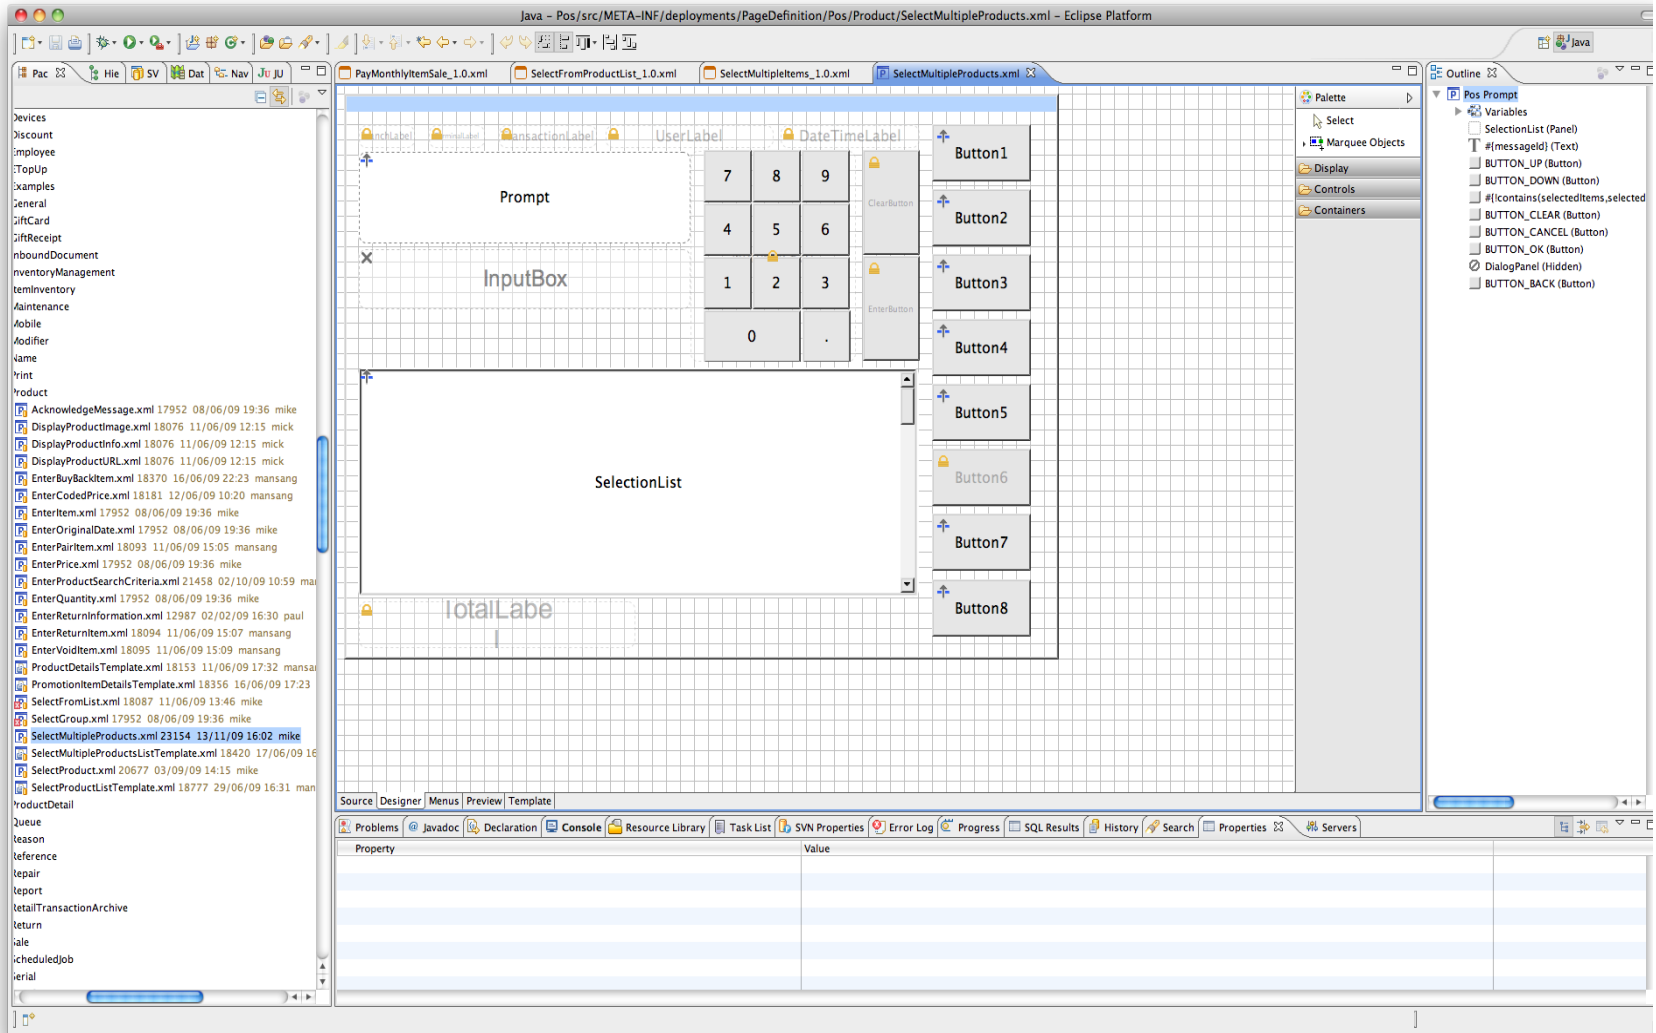 Java – Pos/src/META-INF/deployments/PageDefinition/Pos/Product/SelectMultipleProducts.xml – Eclipse Platform
Java
Pac Hie SV Dat Nav JU
PayMonthlyItemSale_1.0.xml SelectFromProductList_1.0.xml SelectMultipleItems_1.0.xml SelectMultipleProducts.xml
Outline
Devices
Discount
Employee
ETopUp
Examples
General
GiftCard
GiftReceipt
InboundDocument
InventoryManagement
ItemInventory
Maintenance
Mobile
Modifier
Name
Print
Product
AcknowledgeMessage.xml 17952 08/06/09 19:36 mike
DisplayProductImage.xml 18076 11/06/09 12:15 mick
DisplayProductInfo.xml 18076 11/06/09 12:15 mick
DisplayProductURL.xml 18076 11/06/09 12:15 mick
EnterBuyBackItem.xml 18370 16/06/09 22:23 mansang
EnterCodedPrice.xml 18181 12/06/09 10:20 mansang
EnterItem.xml 17952 08/06/09 19:36 mike
EnterOriginalDate.xml 17952 08/06/09 19:36 mike
EnterPairItem.xml 18093 11/06/09 15:05 mansang
EnterPrice.xml 17952 08/06/09 19:36 mike
EnterProductSearchCriteria.xml 21458 02/10/09 10:59 ma
EnterQuantity.xml 17952 08/06/09 19:36 mike
EnterReturnInformation.xml 12987 02/02/09 16:30 paul
EnterReturnItem.xml 18094 11/06/09 15:07 mansang
EnterVoidItem.xml 18095 11/06/09 15:09 mansang
ProductDetailsTemplate.xml 18153 11/06/09 17:32 mansa
PromotionItemDetailsTemplate.xml 18356 16/06/09 17:23
SelectFromList.xml 18087 11/06/09 13:46 mike
SelectGroup.xml 17952 08/06/09 19:36 mike
SelectMultipleProducts.xml 23154 13/11/09 16:02 mike
SelectMultipleProductsListTemplate.xml 18420 17/06/09 16
SelectProduct.xml 20677 03/09/09 14:15 mike
SelectProductListTemplate.xml 18777 29/06/09 16:31 man
ProductDetail
Queue
Reason
Reference
Repair
Report
RetailTransactionArchive
Return
Sale
ScheduledJob
Serial
nchLabel minalLabel ansactionLabel UserLabel DateTimeLabel
Prompt
InputBox
7 8 9
4 5 6
1 2 3
0 .
ClearButton
EnterButton
SelectionList
TotalLabe
l
Button1
Button2
Button3
Button4
Button5
Button6
Button7
Button8
Palette
Select
Marquee Objects
Display
Controls
Containers
Pos Prompt
Variables
SelectionList (Panel)
#{messageId} (Text)
BUTTON_UP (Button)
BUTTON_DOWN (Button)
#{!contains(selectedItems,selected
BUTTON_CLEAR (Button)
BUTTON_CANCEL (Button)
BUTTON_OK (Button)
DialogPanel (Hidden)
BUTTON_BACK (Button)
Source Designer Menus Preview Template
Problems Javadoc Declaration Console Resource Library Task List SVN Properties Error Log Progress SQL Results History Search Properties Servers
Property Value